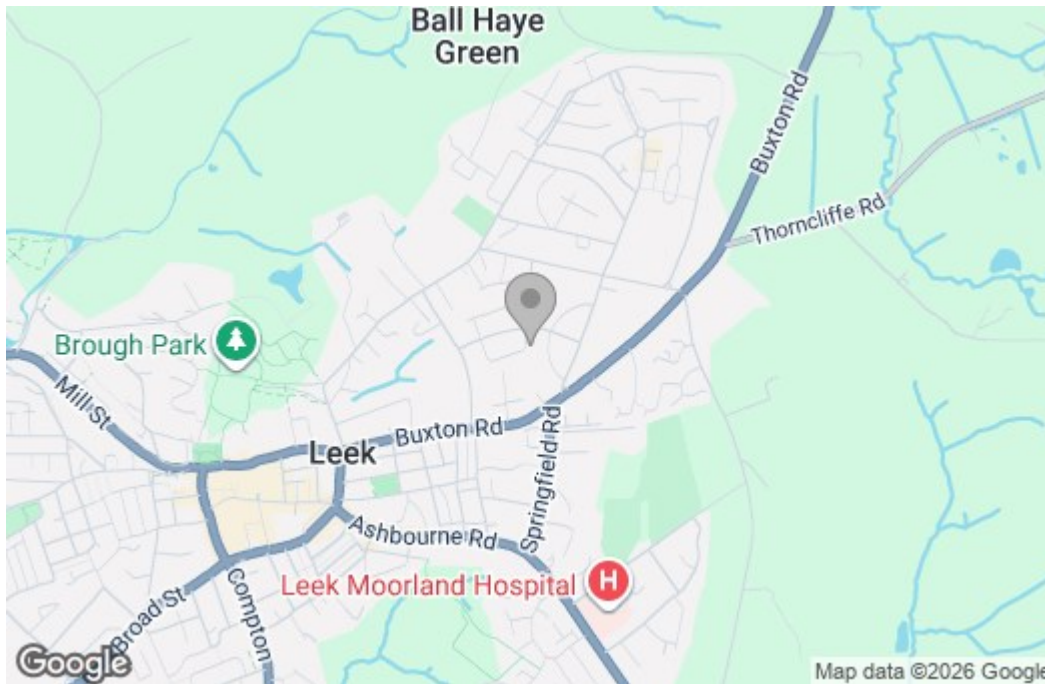 Ball Haye
Green
Buxton Rd
Thorncliffe Rd
Brough Park
Mill St
Buxton Rd
Leek
Springfield Rd
Ashbourne Rd
Leek Moorland Hospital
H
Compton
Broad St
Google
Map data ©2026 Google